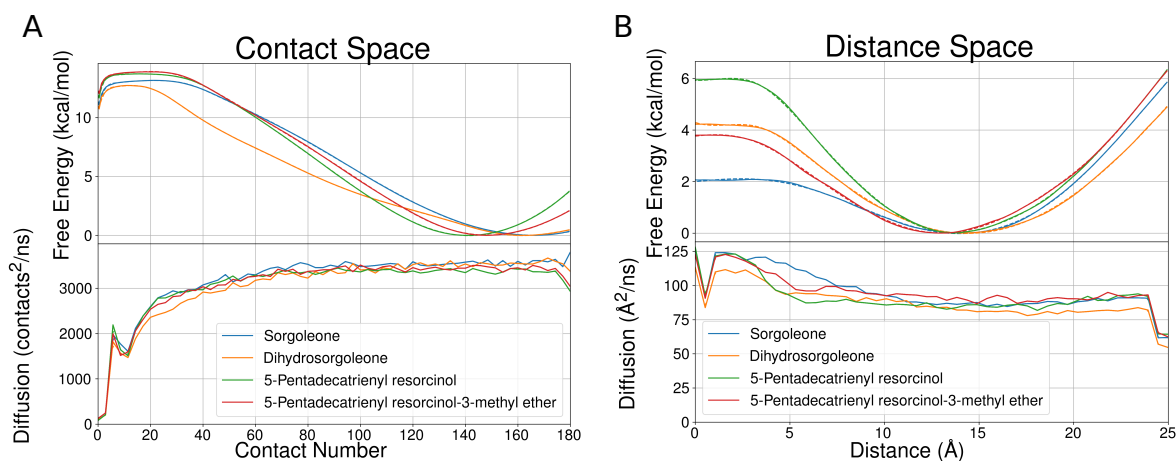 A
Contact Space
Free Energy (kcal/mol)
10
5
0
Diffusion (contacts²/ns)
3000
2000
1000
0
Sorgoleone
Dihydrosorgoleone
5-Pentadecatrienyl resorcinol
5-Pentadecatrienyl resorcinol-3-methyl ether
0 20 40 60 80 100 120 140 160 180
Contact Number
B
Distance Space
Free Energy (kcal/mol)
6
4
2
0
Diffusion (Å²/ns)
125
100
75
50
25
0
Sorgoleone
Dihydrosorgoleone
5-Pentadecatrienyl resorcinol
5-Pentadecatrienyl resorcinol-3-methyl ether
0 5 10 15 20 25
Distance (Å)